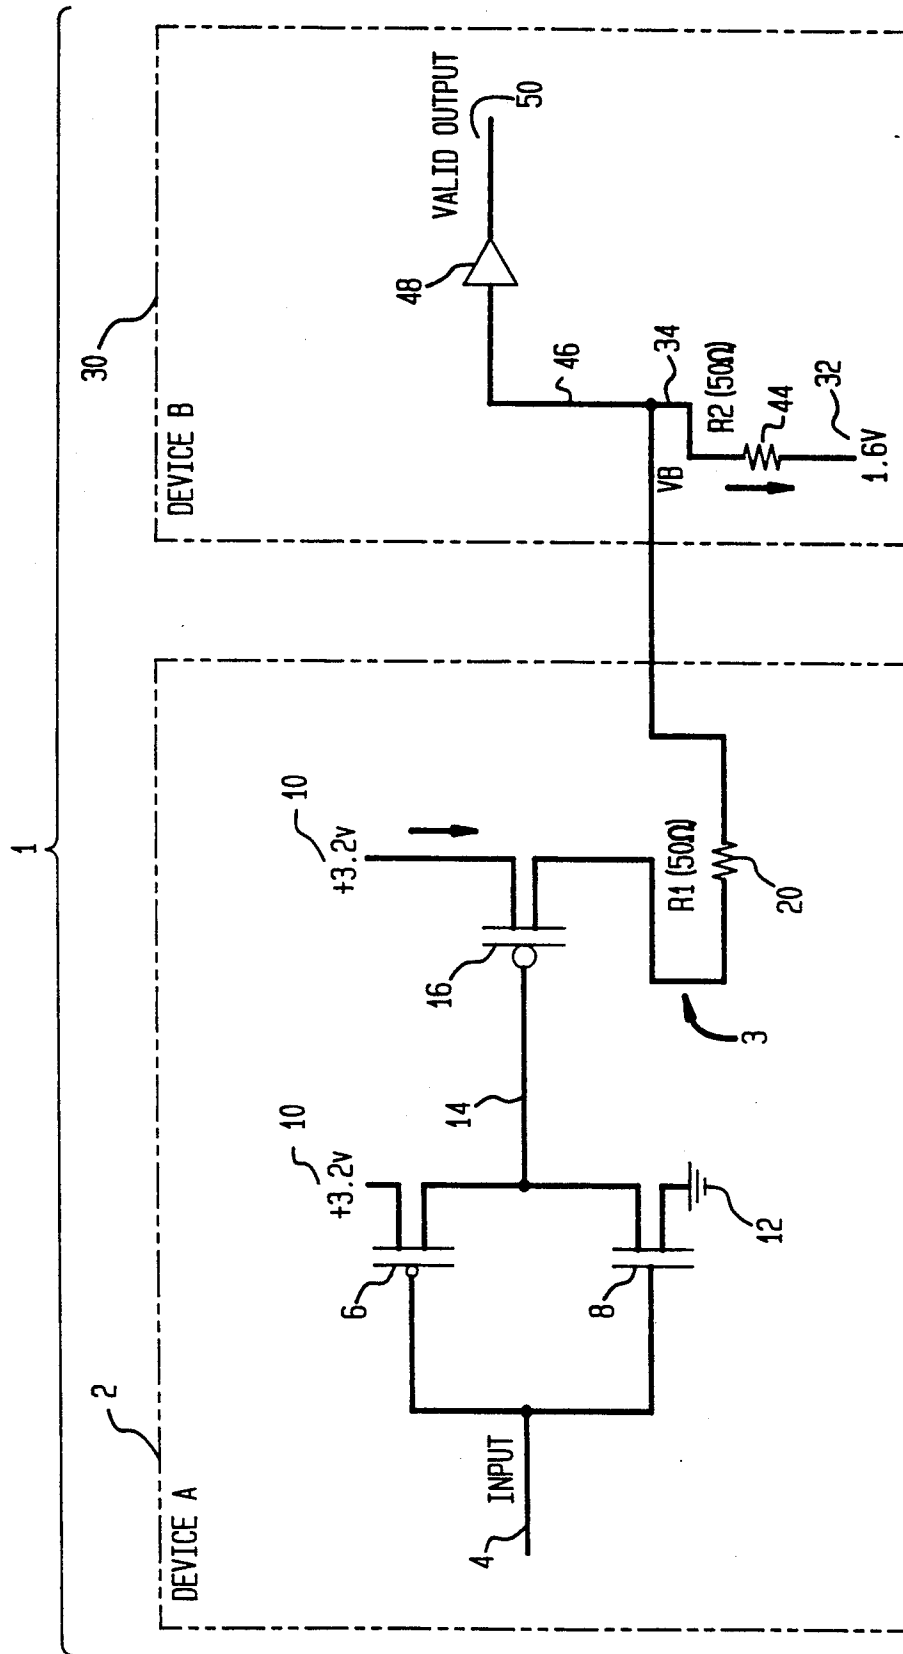 1
2
DEVICE A
4
INPUT
6
8
10
+3.2v
12
14
16
10
+3.2v
3
R1 (50Ω)
20
30
DEVICE B
VB
R2 (50Ω)
44
32
1.6V
34
46
48
VALID OUTPUT
50